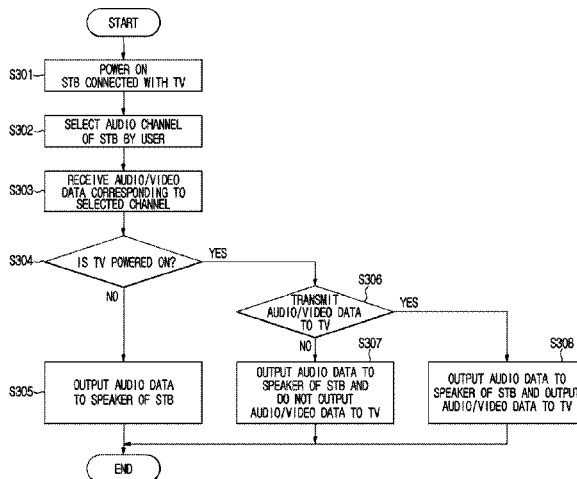 START
S301
POWER ON
STB CONNECTED WITH TV
S302
SELECT AUDIO CHANNEL
OF STB BY USER
S303
RECEIVE AUDIO/VIDEO
DATA CORRESPONDING TO
SELECTED CHANNEL
S304
IS TV POWERED ON?
YES
NO
S306
TRANSMIT
AUDIO/VIDEO DATA
TO TV
YES
NO
S305
OUTPUT AUDIO DATA
TO SPEAKER OF STB
S307
OUTPUT AUDIO DATA TO
SPEAKER OF STB AND
DO NOT OUTPUT
AUDIO/VIDEO DATA TO TV
S308
OUTPUT AUDIO DATA TO
SPEAKER OF STB AND OUTPUT
AUDIO/VIDEO DATA TO TV
END